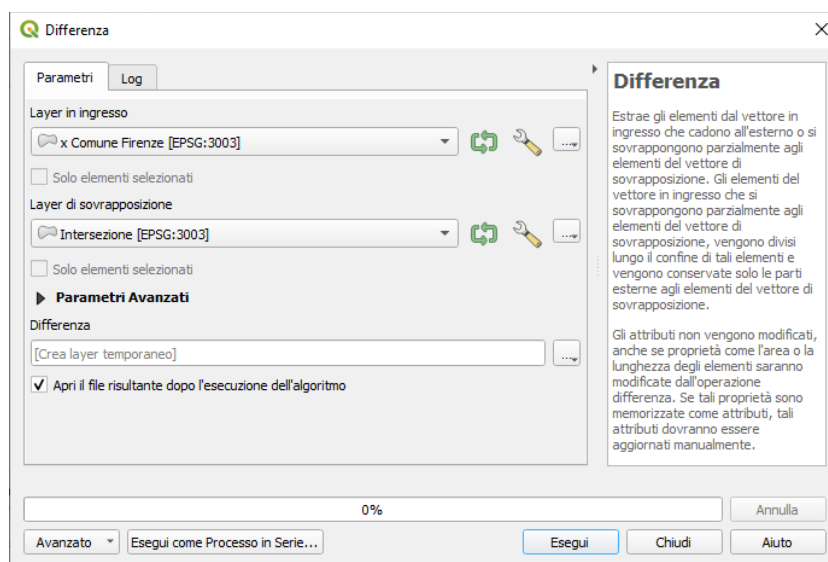 Differenza
Parametri
Log
Layer in ingresso
x Comune Firenze [EPSG:3003]
...
Solo elementi selezionati
Layer di sovrapposizione
Intersezione [EPSG:3003]
...
Solo elementi selezionati
Parametri Avanzati
Differenza
[Crea layer temporaneo]
...
Apri il file risultante dopo l'esecuzione dell'algoritmo
Differenza
Estrae gli elementi dal vettore in
ingresso che cadono all'esterno o si
sovrappongono parzialmente agli
elementi del vettore di
sovrapposizione. Gli elementi del
vettore in ingresso che si
sovrappongono parzialmente agli
elementi del vettore di
sovrapposizione, vengono divisi
lungo il confine di tali elementi e
vengono conservate solo le parti
esterne agli elementi del vettore di
sovrapposizione.
Gli attributi non vengono modificati,
anche se proprietà come l'area o la
lunghezza degli elementi saranno
modificate dall'operazione
differenza. Se tali proprietà sono
memorizzate come attributi, tali
attributi dovranno essere
aggiornati manualmente.
0%
Annulla
Avanzato
Esegui come Processo in Serie...
Esegui
Chiudi
Aiuto